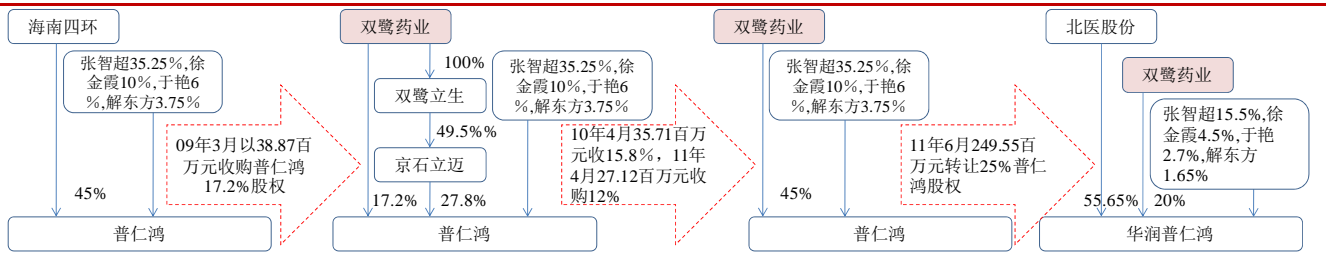 海南四环
张智超35.25%,徐
金霞10%,于艳6
%,解东方3.75%
45%
普仁鸿
09年3月以38.87百
万元收购普仁鸿
17.2%股权
双鹭药业
100%
双鹭立生
49.5%%
京石立迈
17.2%
27.8%
张智超35.25%,徐
金霞10%,于艳6
%,解东方3.75%
普仁鸿
10年4月35.71百万
元收15.8%，11年
4月27.12百万元收
购12%
双鹭药业
张智超35.25%,徐
金霞10%,于艳6
%,解东方3.75%
45%
普仁鸿
11年6月249.55百
万元转让25%普仁
鸿股权
北医股份
双鹭药业
张智超15.5%,徐
金霞4.5%,于艳
2.7%,解东方
1.65%
55.65%
20%
华润普仁鸿